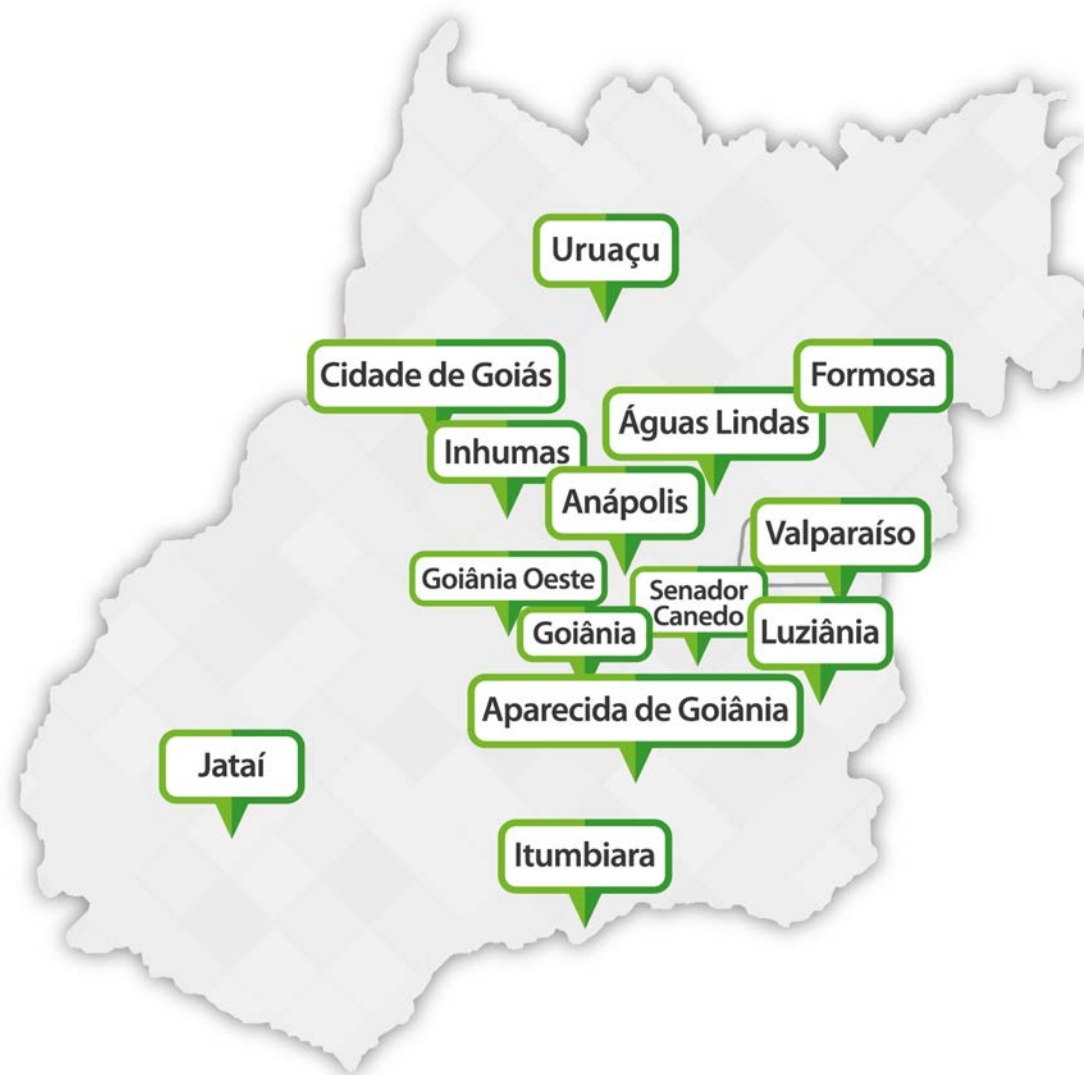 Uruaçu
Cidade de Goiás
Formosa
Águas Lindas
Inhumas
Anápolis
Valparaíso
Goiânia Oeste
Senador
Canedo
Goiânia
Luziânia
Aparecida de Goiânia
Jataí
Itumbiara